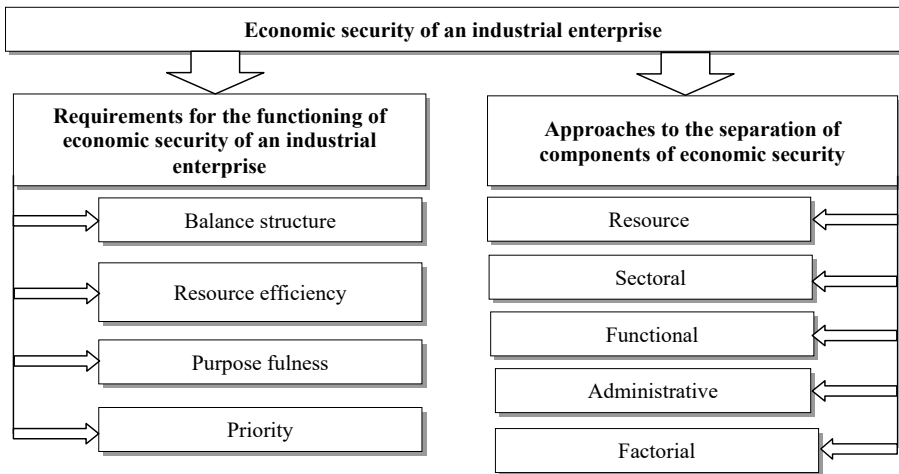 Economic security of an industrial enterprise
Requirements for the functioning of
economic security of an industrial
enterprise
Balance structure
Resource efficiency
Purpose fulness
Priority
Approaches to the separation of
components of economic security
Resource
Sectoral
Functional
Administrative
Factorial